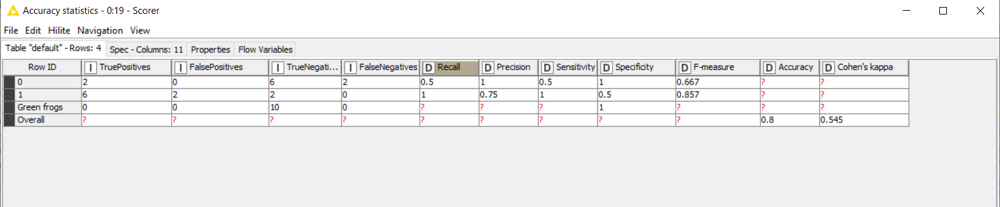 Accuracy statistics - 0:19 - Scorer
File Edit Hilite Navigation View
Table "default" - Rows: 4 Spec - Columns: 11 Properties Flow Variables
Row ID I TruePositives I FalsePositives I TrueNegati... I FalseNegatives D Recall D Precision D Sensitivity D Specificity D F-measure D Accuracy D Cohen's kappa
0 2 0 6 2 0.5 1 0.5 1 0.667 ? ?
1 6 2 2 0 1 0.75 1 0.5 0.857 ? ?
Green frogs 0 0 10 0 ? ? ? 1 ? ? ?
Overall ? ? ? ? ? ? ? ? ? 0.8 0.545